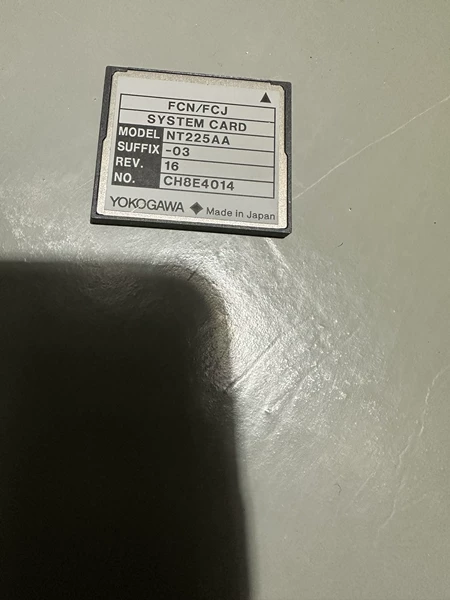 FCN/FCJ
SYSTEM CARD
MODEL NT225AA
SUFFIX -03
REV. 16
NO. CH8E4014
YOKOGAWA ◆ Made in Japan